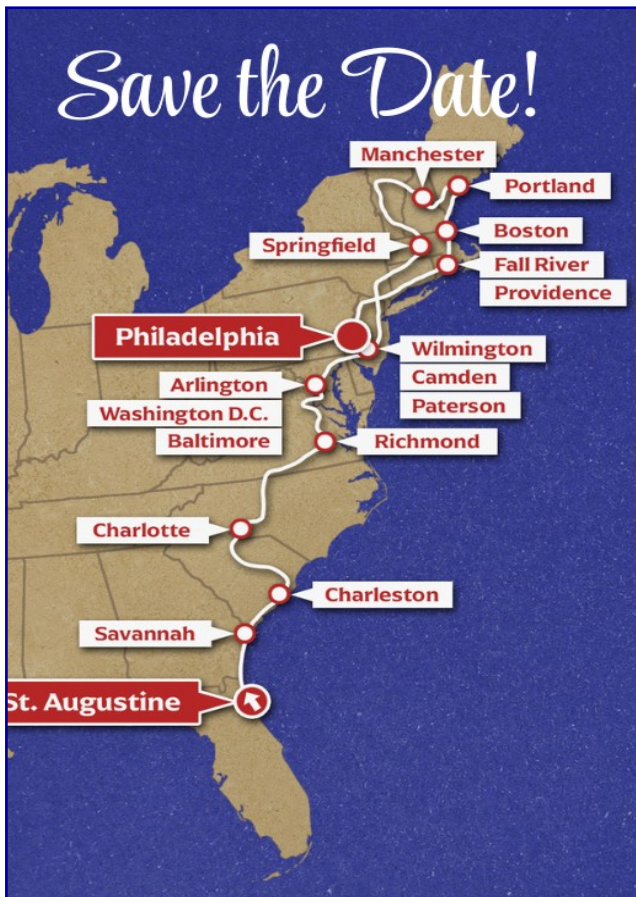 Save the Date!
Manchester
Portland
Boston
Springfield
Fall River
Providence
Philadelphia
Wilmington
Arlington
Camden
Washington D.C.
Paterson
Baltimore
Richmond
Charlotte
Charleston
Savannah
St. Augustine